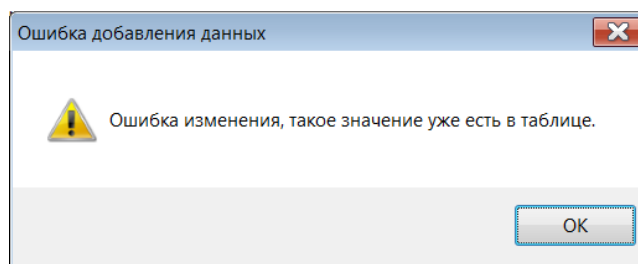 Ошибка добавления данных
Ошибка изменения, такое значение уже есть в таблице.
OK